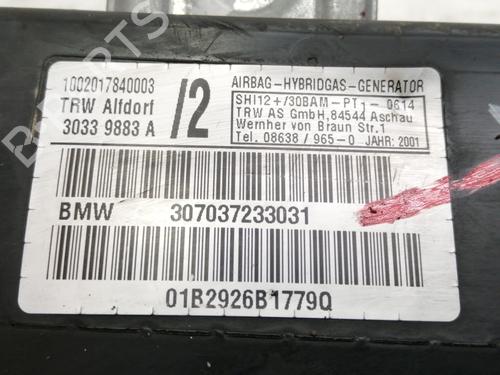 1002017840003
TRW Alfdorf
3033 9883 A
/2
AIRBAG-HYBRIDGAS-GENERATOR
SHI12+/30BAM-PT1-0614
TRW AS GmbH,84544 Aschau
Wernher von Braun Str.1
Tel. 08638/965-0 JAHR: 2001
BMW 307037233031
01B2926B1779Q